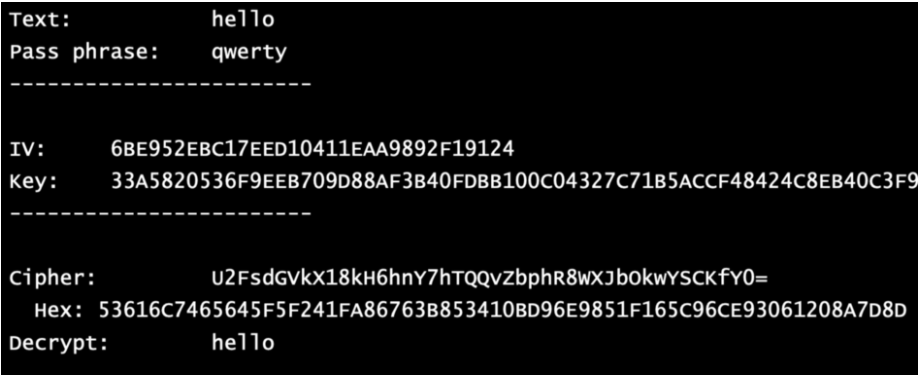 Text: hello
Pass phrase: qwerty
------------------------
IV: 6BE952EBC17EED10411EAA9892F19124
Key: 33A5820536F9EEB709D88AF3B40FDBB100C04327C71B5ACCF48424C8EB40C3F9
------------------------
Cipher: U2FsdGVkX18kH6hnY7hTQQvZbphR8WXJbOkwYSCKfY0=
Hex: 53616C7465645F5F241FA86763B853410BD96E9851F165C96CE93061208A7D8D
Decrypt: hello